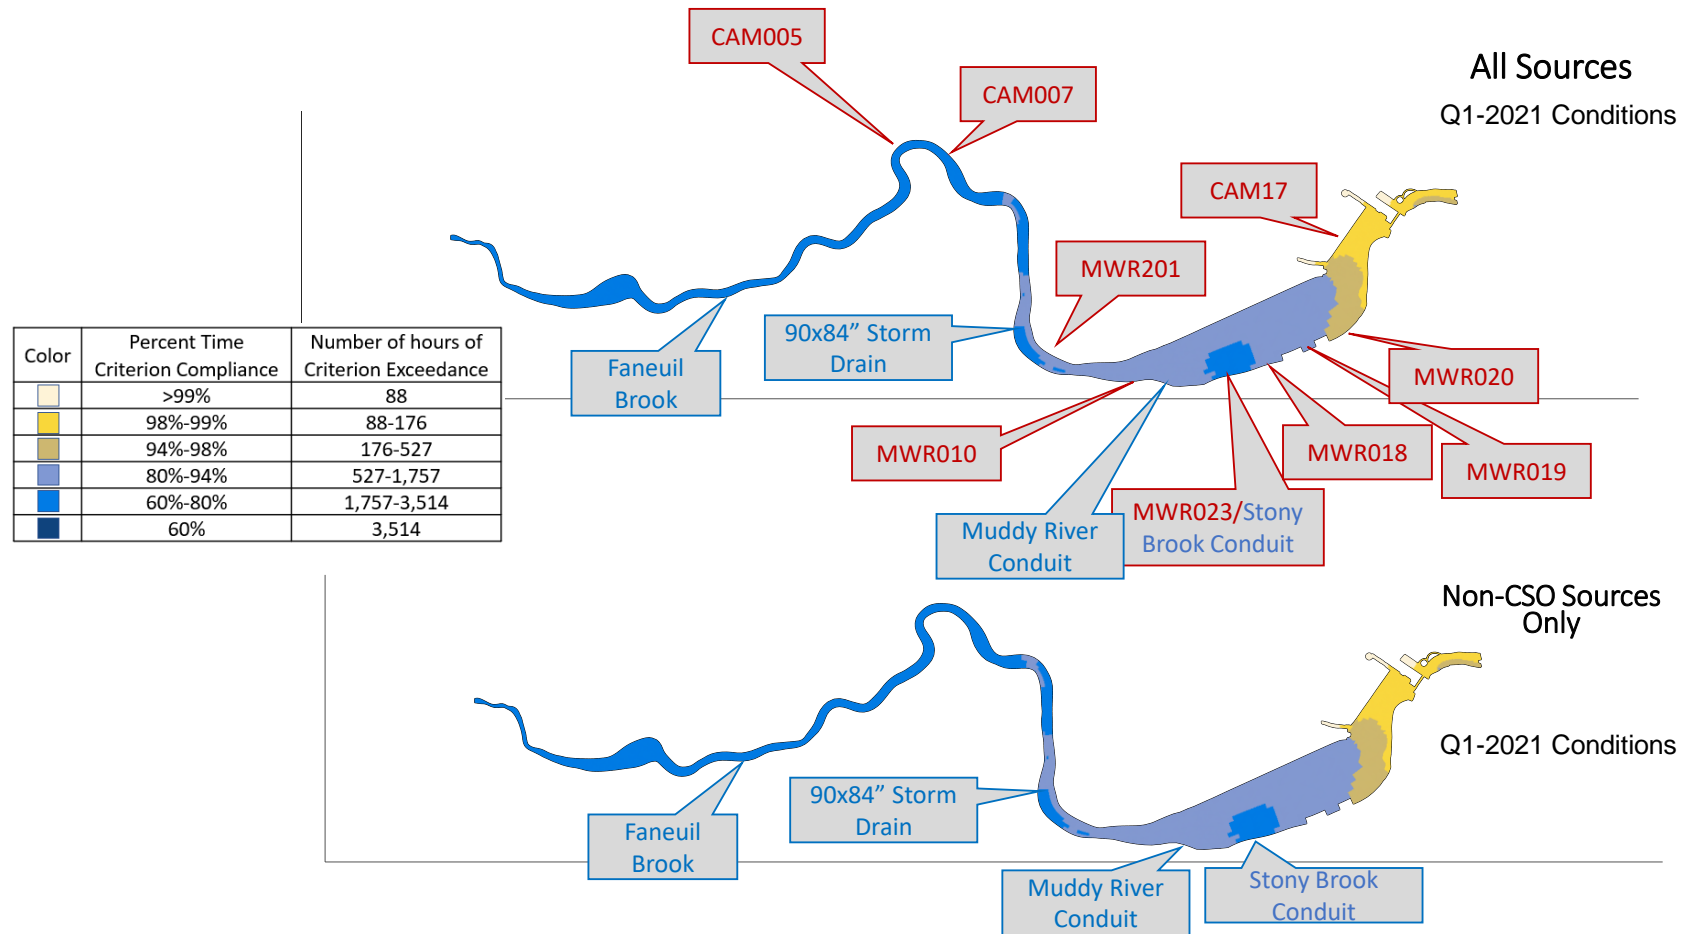 CAM005
CAM007
All Sources
Q1-2021 Conditions
CAM17
MWR201
90x84” Storm
Drain
Faneuil
Brook
MWR020
MWR010
MWR018
MWR019
MWR023/Stony
Brook Conduit
Muddy River
Conduit
Color
Percent Time
Criterion Compliance
Number of hours of
Criterion Exceedance
>99%
88
98%-99%
88-176
94%-98%
176-527
80%-94%
527-1,757
60%-80%
1,757-3,514
60%
3,514
Non-CSO Sources
Only
Q1-2021 Conditions
90x84” Storm
Drain
Faneuil
Brook
Muddy River
Conduit
Stony Brook
Conduit